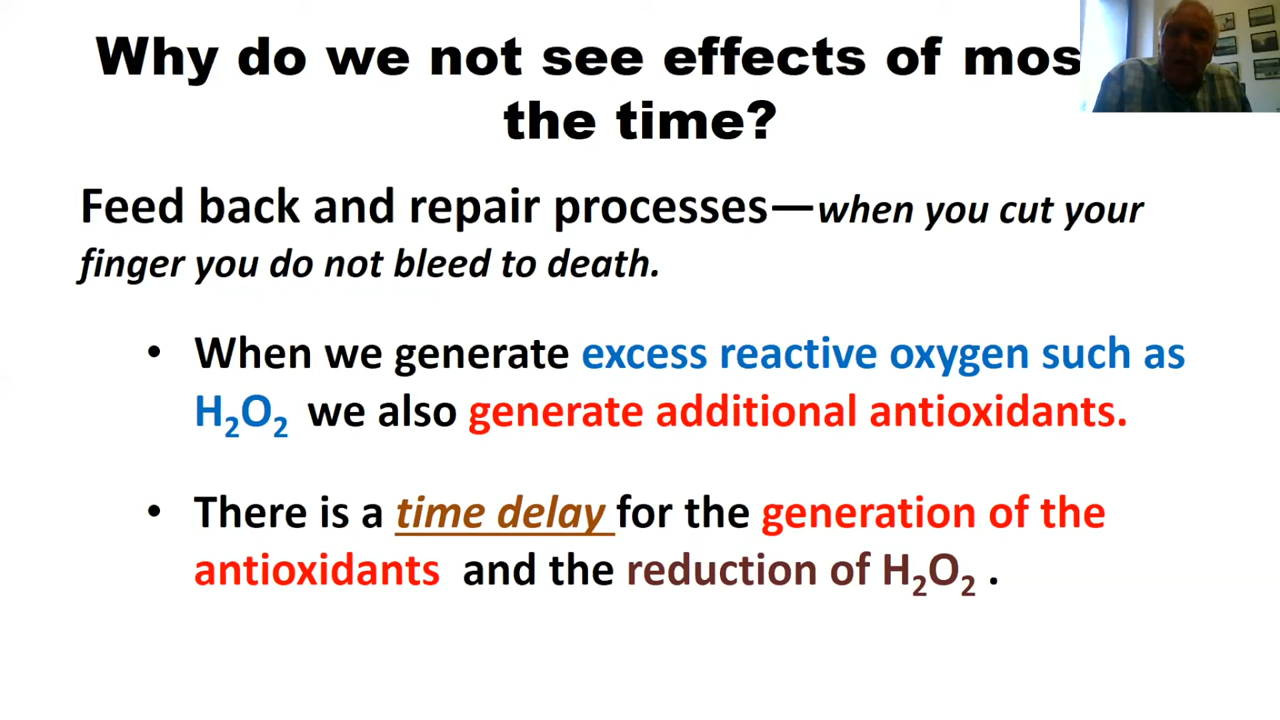 Why do we not see effects of mos
the time?
Feed back and repair processes—when you cut your
finger you do not bleed to death.
• When we generate excess reactive oxygen such as
H₂O₂ we also generate additional antioxidants.
• There is a time delay for the generation of the
antioxidants and the reduction of H₂O₂ .